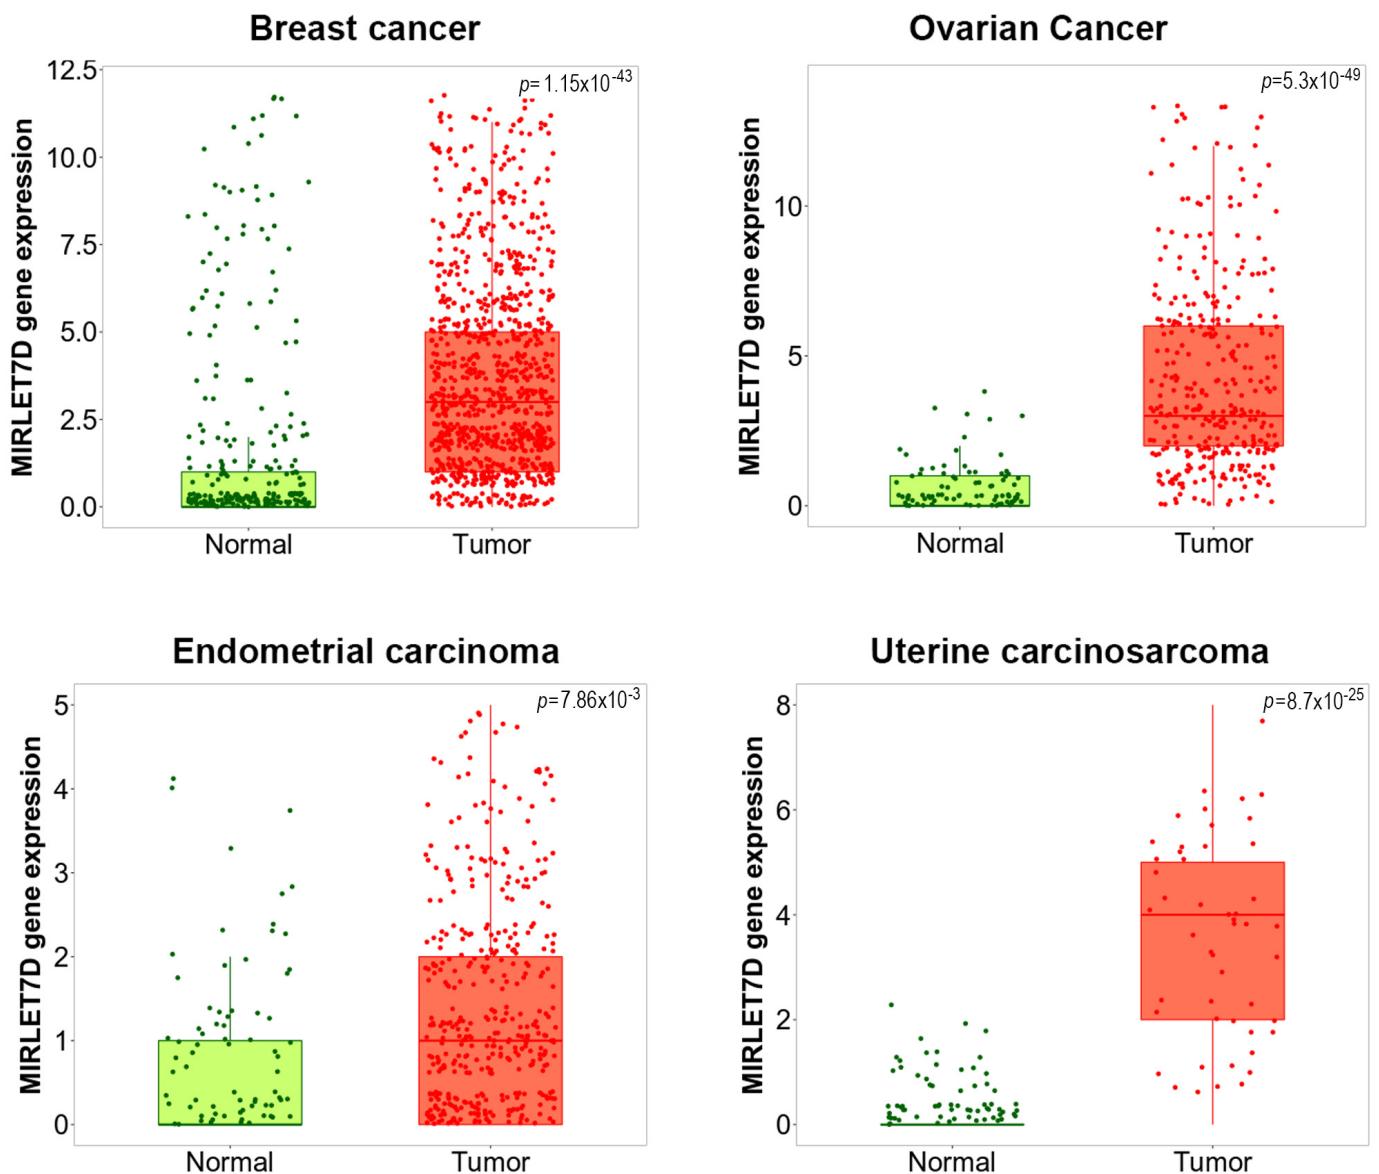 Breast cancer
p=1.15x10-43
MIRLET7D gene expression
12.5
10.0
7.5
5.0
2.5
0.0
Normal Tumor
Ovarian Cancer
p=5.3x10-49
MIRLET7D gene expression
10
5
0
Normal Tumor
Endometrial carcinoma
p=7.86x10-3
MIRLET7D gene expression
5
4
3
2
1
0
Normal Tumor
Uterine carcinosarcoma
p=8.7x10-25
MIRLET7D gene expression
8
6
4
2
0
Normal Tumor